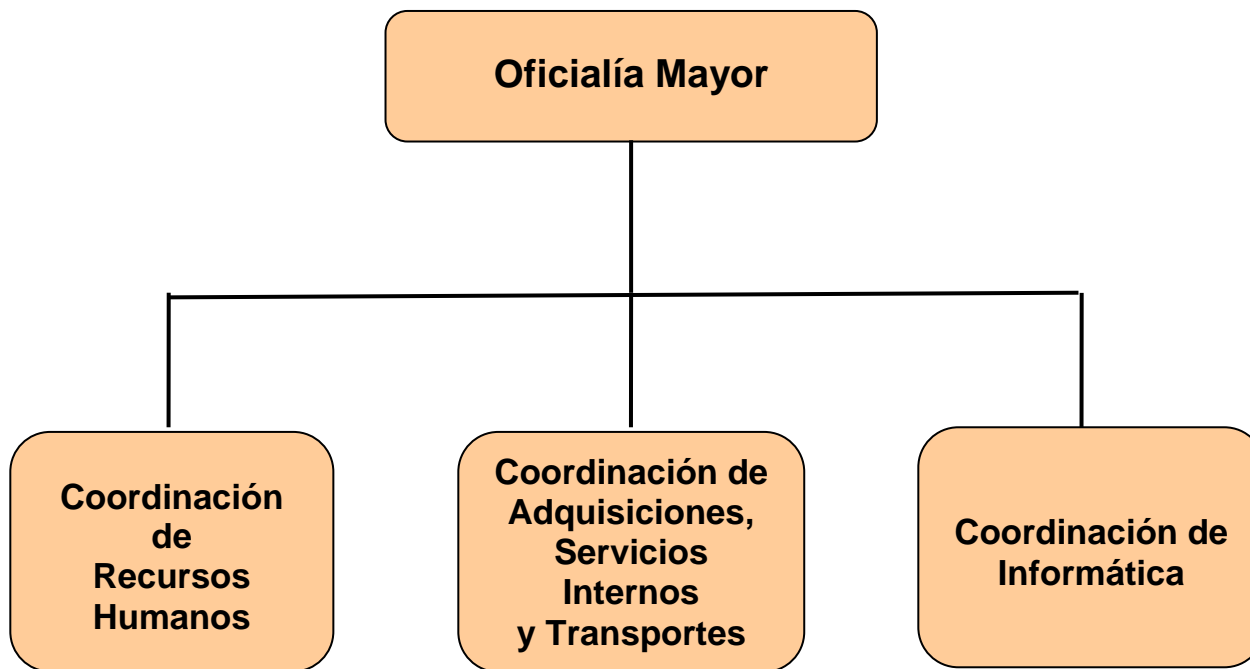 Oficialía Mayor
Coordinación
de
Recursos
Humanos
Coordinación de
Adquisiciones,
Servicios
Internos
y Transportes
Coordinación de
Informática